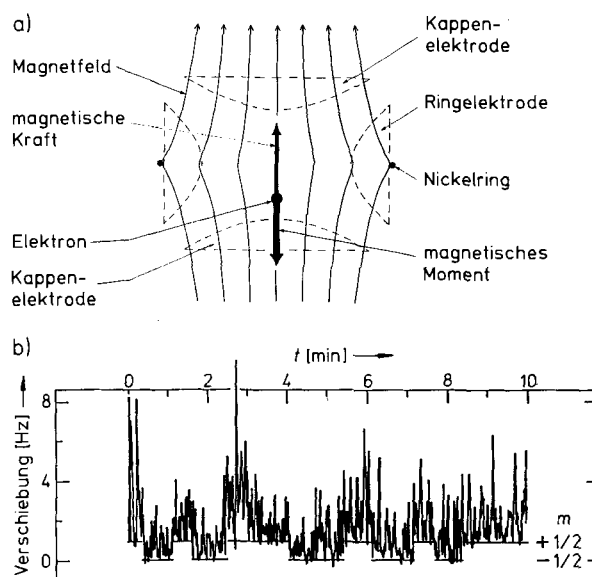 a)
Kappen-
elektrode
Magnetfeld
Ringelektrode
magnetische
Kraft
Nickelring
Elektron
Kappen-
elektrode
magnetisches
Moment
b)
t [min]
0 2 4 6 8 10
Verschiebung [Hz]
8
4
0
m
+1/2
−1/2